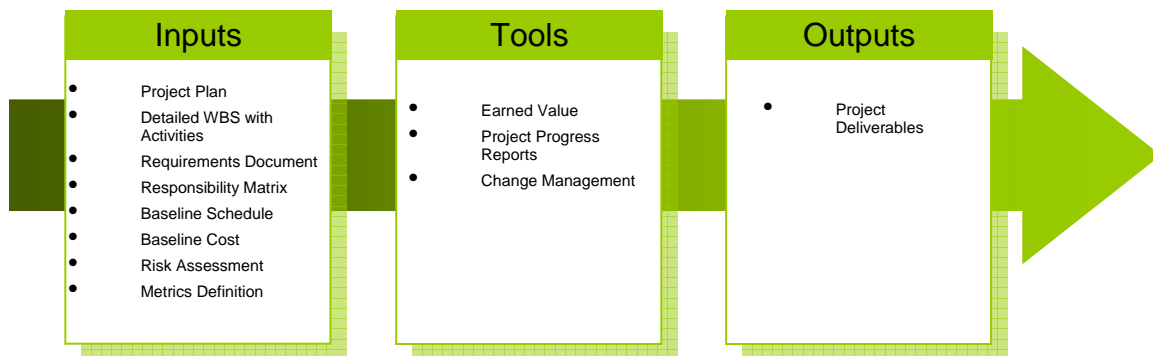 Inputs
Project Plan
Detailed WBS with
Activities
Requirements Document
Responsibility Matrix
Baseline Schedule
Baseline Cost
Risk Assessment
Metrics Definition
Tools
Earned Value
Project Progress
Reports
Change Management
Outputs
Project
Deliverables